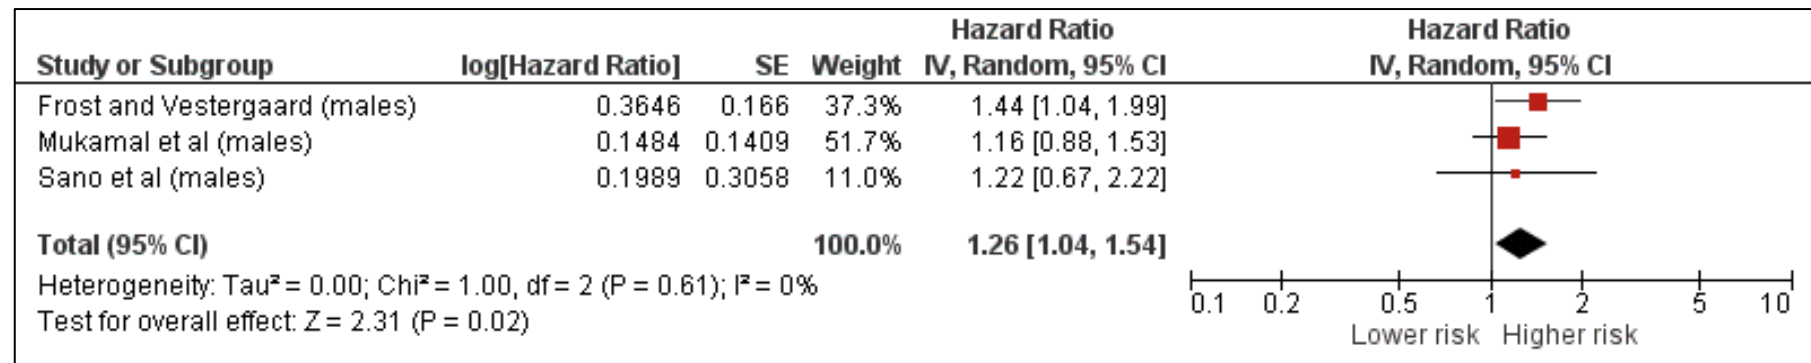 Hazard Ratio Hazard Ratio
Study or Subgroup log[Hazard Ratio] SE Weight IV, Random, 95% CI IV, Random, 95% CI
Frost and Vestergaard (males) 0.3646 0.166 37.3% 1.44 [1.04, 1.99]
Mukamal et al (males) 0.1484 0.1409 51.7% 1.16 [0.88, 1.53]
Sano et al (males) 0.1989 0.3058 11.0% 1.22 [0.67, 2.22]
Total (95% CI) 100.0% 1.26 [1.04, 1.54]
Heterogeneity: Tau² = 0.00; Chi² = 1.00, df = 2 (P = 0.61); I² = 0%
Test for overall effect: Z = 2.31 (P = 0.02)
0.1 0.2 0.5 1 2 5 10
Lower risk Higher risk